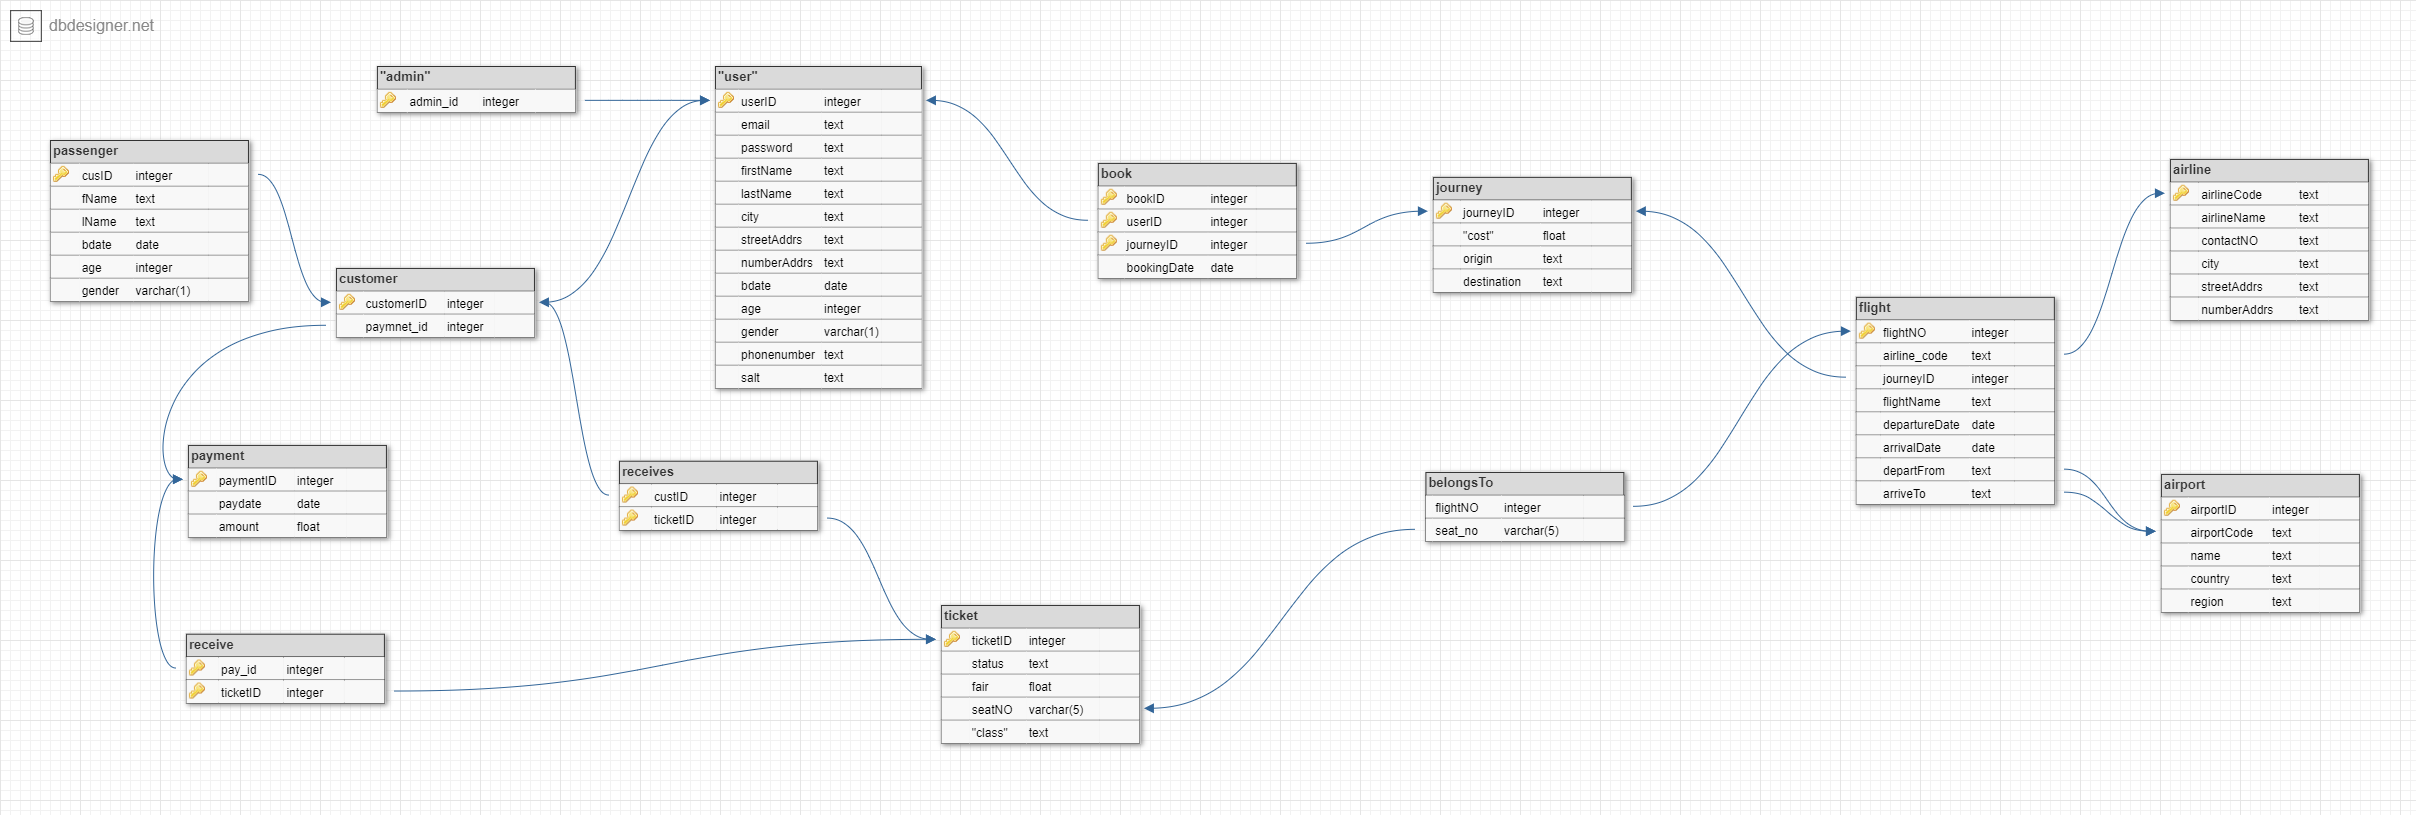 dbdesigner.net
"admin"
admin_id integer
"user"
userID integer
email text
password text
firstName text
lastName text
city text
streetAddrs text
numberAddrs text
bdate date
age integer
gender varchar(1)
phonenumber text
salt text
passenger
cusID integer
fName text
lName text
bdate date
age integer
gender varchar(1)
customer
customerID integer
paymnet_id integer
book
bookID integer
userID integer
journeyID integer
bookingDate date
journey
journeyID integer
"cost" float
origin text
destination text
airline
airlineCode text
airlineName text
contactNO text
city text
streetAddrs text
numberAddrs text
flight
flightNO integer
airline_code text
journeyID integer
flightName text
departureDate date
arrivalDate date
departFrom text
arriveTo text
payment
paymentID integer
paydate date
amount float
receives
custID integer
ticketID integer
belongsTo
flightNO integer
seat_no varchar(5)
airport
airportID integer
airportCode text
name text
country text
region text
receive
pay_id integer
ticketID integer
ticket
ticketID integer
status text
fair float
seatNO varchar(5)
"class" text